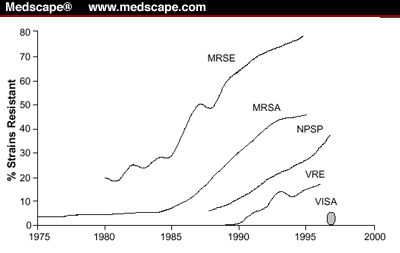 Medscape® www.medscape.com
% Strains Resistant
80
70
60
50
40
30
20
10
0
MRSE
MRSA
NPSP
VRE
VISA
1975 1980 1985 1990 1995 2000